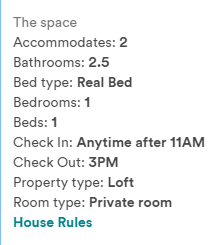 The space
Accommodates: 2
Bathrooms: 2.5
Bed type: Real Bed
Bedrooms: 1
Beds: 1
Check In: Anytime after 11AM
Check Out: 3PM
Property type: Loft
Room type: Private room
House Rules